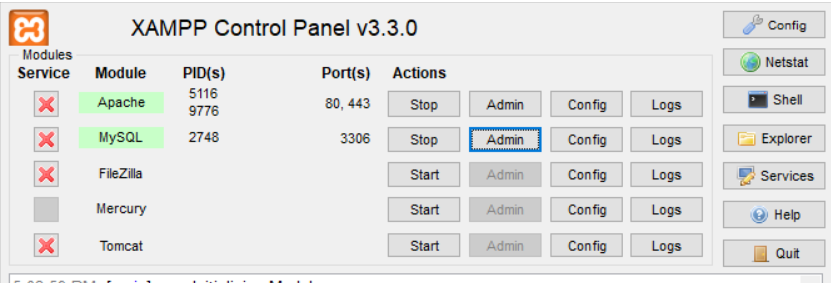 XAMPP Control Panel v3.3.0
Modules
Service Module PID(s) Port(s) Actions
Apache 5116 9776 80, 443 Stop Admin Config Logs
MySQL 2748 3306 Stop Admin Config Logs
FileZilla Start Admin Config Logs
Mercury Start Admin Config Logs
Tomcat Start Admin Config Logs
Config
Netstat
Shell
Explorer
Services
Help
Quit